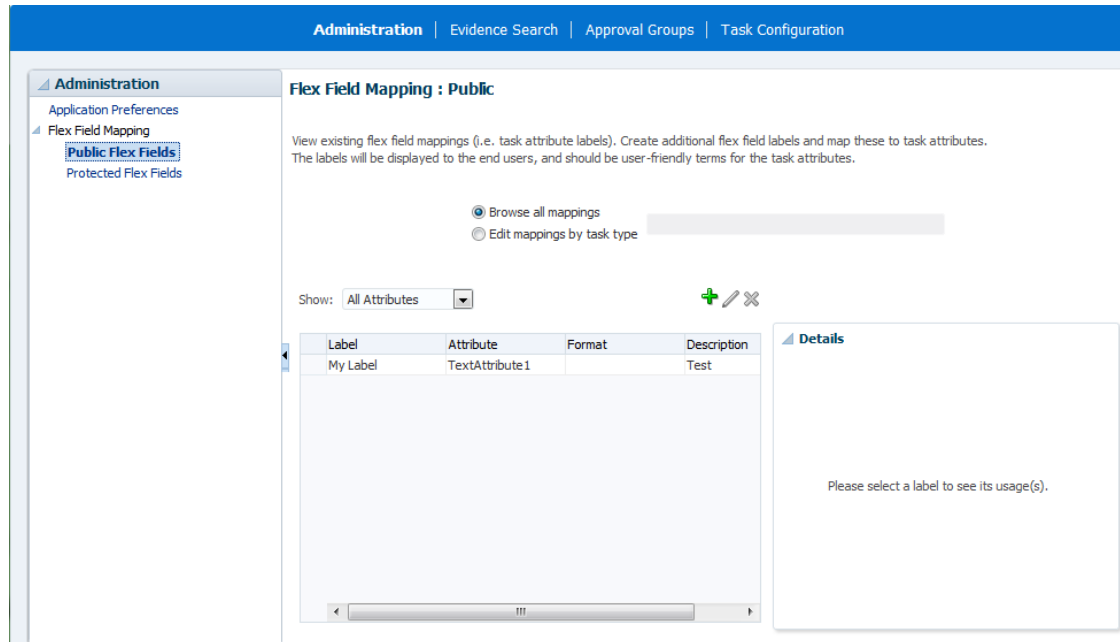 Administration | Evidence Search | Approval Groups | Task Configuration
Administration
Application Preferences
Flex Field Mapping
Public Flex Fields
Protected Flex Fields
Flex Field Mapping : Public
View existing flex field mappings (i.e. task attribute labels). Create additional flex field labels and map these to task attributes.
The labels will be displayed to the end users, and should be user-friendly terms for the task attributes.
Browse all mappings
Edit mappings by task type
Show: All Attributes
Label Attribute Format Description
My Label TextAttribute1 Test
Details
Please select a label to see its usage(s).